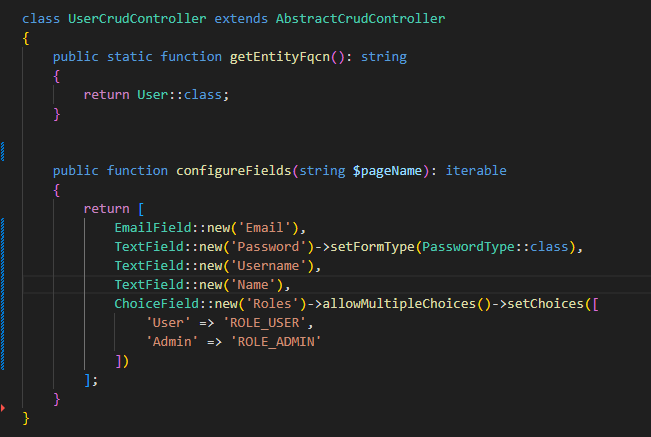 class UserCrudController extends AbstractCrudController
{
    public static function getEntityFqcn(): string
    {
        return User::class;
    }
    public function configureFields(string $pageName): iterable
    {
        return [
            EmailField::new('Email'),
            TextField::new('Password')->setFormType(PasswordType::class),
            TextField::new('Username'),
            TextField::new('Name'),
            ChoiceField::new('Roles')->allowMultipleChoices()->setChoices([
                'User' => 'ROLE_USER',
                'Admin' => 'ROLE_ADMIN'
            ])
        ];
    }
}